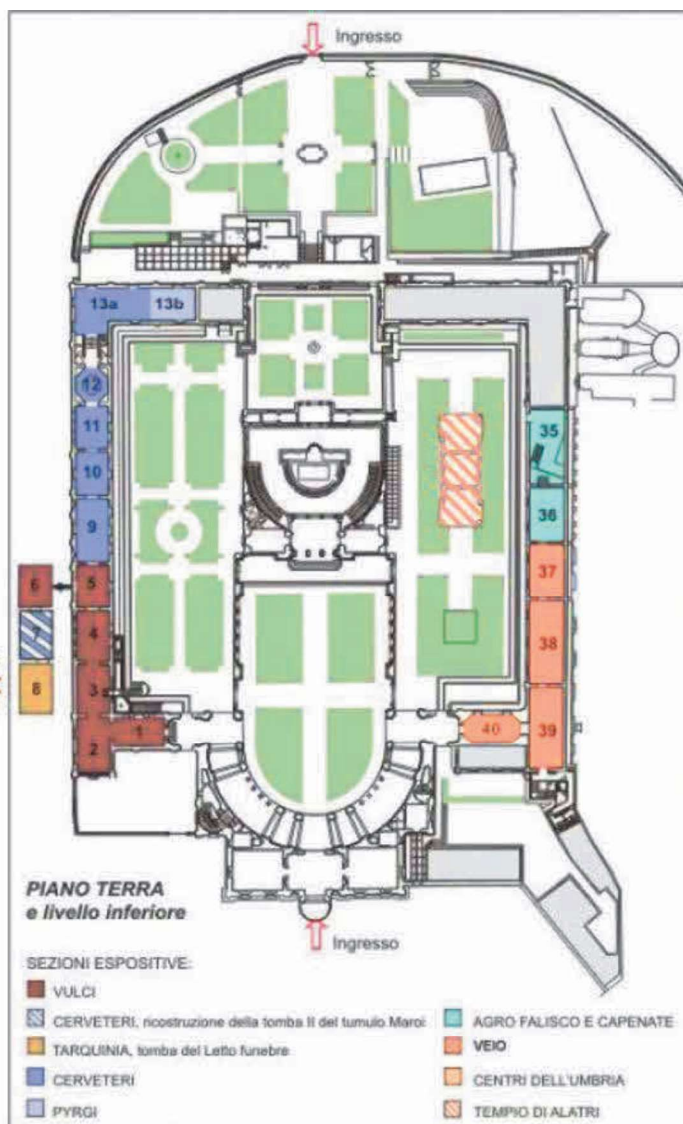 Ingresso
13a 13b
12
11
35
10
36
9
37
6 5
7 4 38
8 3
1 40 39
2
PIANO TERRA
e livello inferiore
Ingresso
SEZIONI ESPOSITIVE:
VULCI
CERVETERI, ricostruzione della tomba II del tumulo Maroi
TARQUINIA, tomba del Letto funebre
CERVETERI
PYRGI
AGRO FALISCO E CAPENATE
VEIO
CENTRI DELL'UMBRIA
TEMPIO DI ALATRI